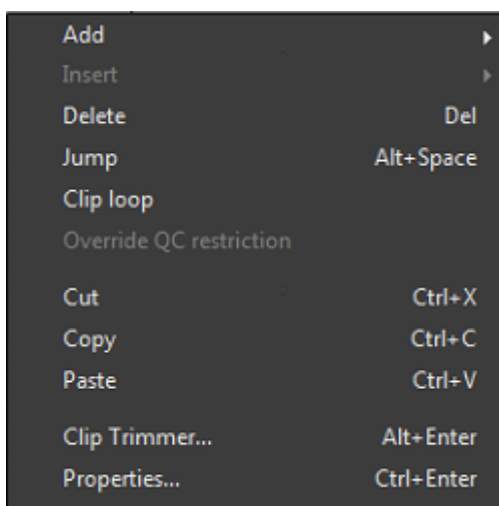 Add
Insert
Delete Del
Jump Alt+Space
Clip loop
Override QC restriction
Cut Ctrl+X
Copy Ctrl+C
Paste Ctrl+V
Clip Trimmer... Alt+Enter
Properties... Ctrl+Enter